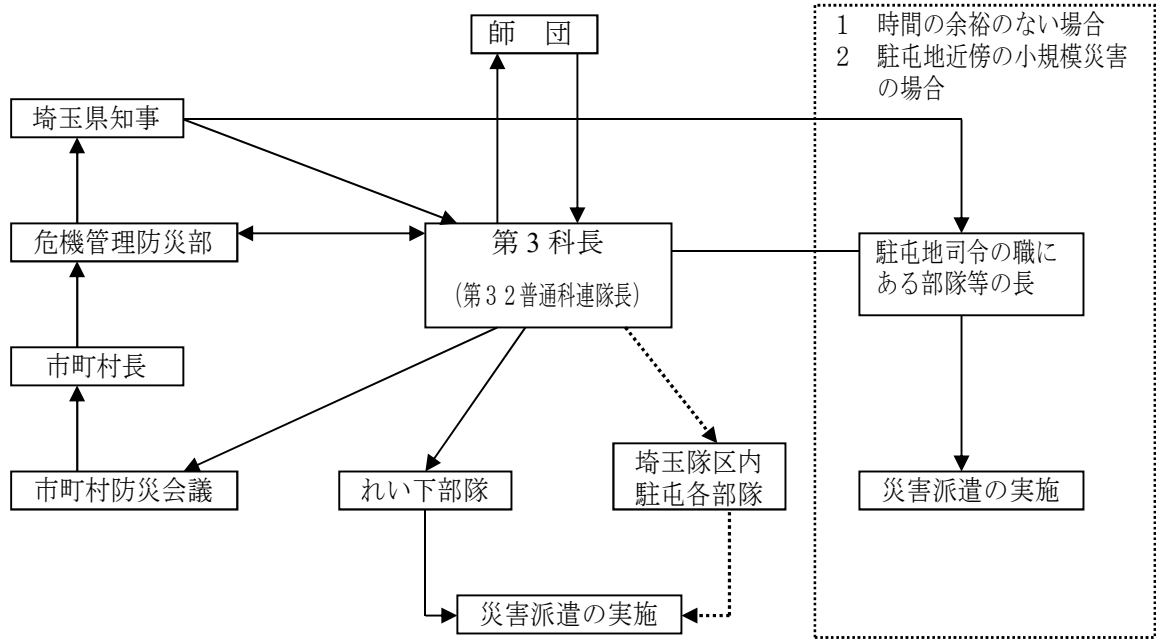 師　団
1　時間の余裕のない場合
2　駐屯地近傍の小規模災害
の場合
埼玉県知事
危機管理防災部
第3科長
(第32普通科連隊長)
駐屯地司令の職に
ある部隊等の長
市町村長
市町村防災会議
れい下部隊
埼玉隊区内
駐屯各部隊
災害派遣の実施
災害派遣の実施